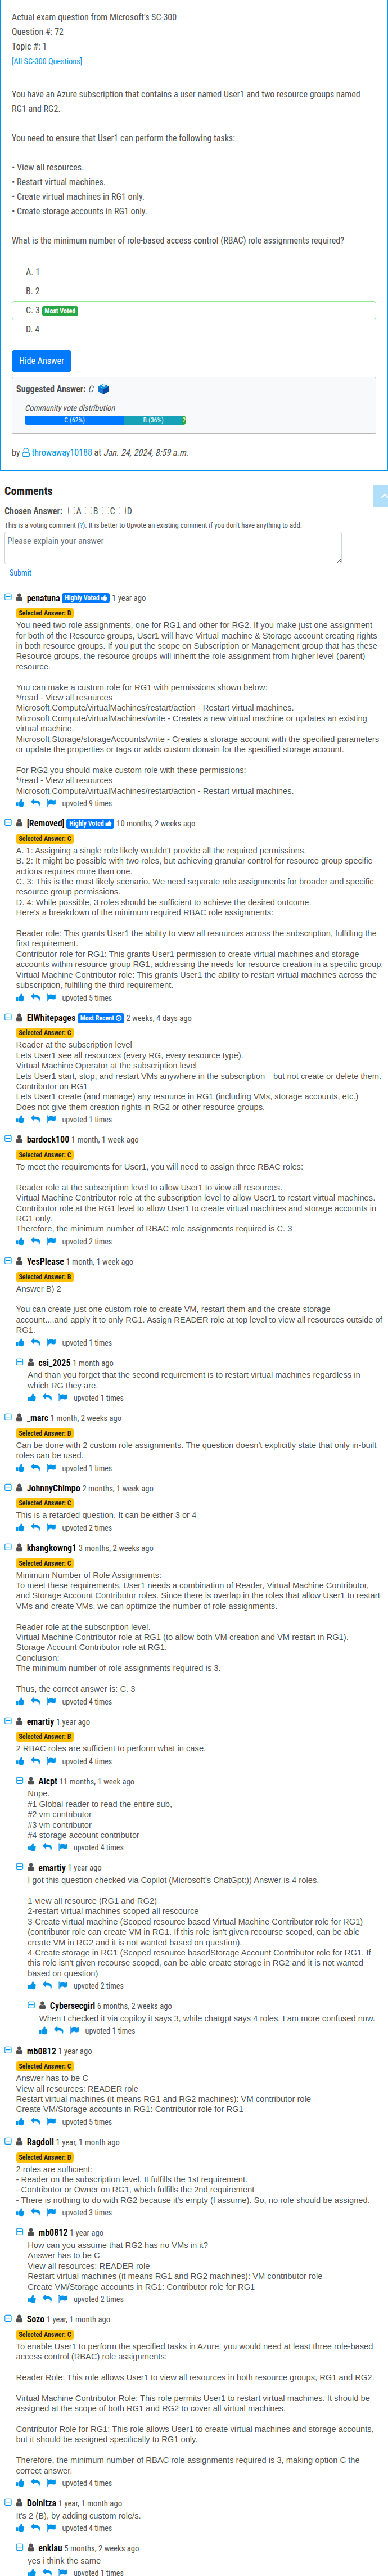 Actual exam question from Microsoft's SC-300
Question #: 72
Topic #: 1
[All SC-300 Questions]
You have an Azure subscription that contains a user named User1 and two resource groups named
RG1 and RG2.
You need to ensure that User1 can perform the following tasks:
• View all resources.
• Restart virtual machines.
• Create virtual machines in RG1 only.
• Create storage accounts in RG1 only.
What is the minimum number of role-based access control (RBAC) role assignments required?
A. 1
B. 2
C. 3 Most Voted
D. 4
Hide Answer
Suggested Answer: C
Community vote distribution
C (62%) B (36%)
by throwaway10188 at Jan. 24, 2024, 8:59 a.m.
Comments
Chosen Answer: A B C D
This is a voting comment (?). It is better to Upvote an existing comment if you don't have anything to add.
Please explain your answer
Submit
penatuna Highly Voted 1 year ago
Selected Answer: B
You need two role assignments, one for RG1 and other for RG2. If you make just one assignment
for both of the Resource groups, User1 will have Virtual machine & Storage account creating rights
in both resource groups. If you put the scope on Subscription or Management group that has these
Resource groups, the resource groups will inherit the role assignment from higher level (parent)
resource.
You can make a custom role for RG1 with permissions shown below:
*/read - View all resources
Microsoft.Compute/virtualMachines/restart/action - Restart virtual machines.
Microsoft.Compute/virtualMachines/write - Creates a new virtual machine or updates an existing
virtual machine.
Microsoft.Storage/storageAccounts/write - Creates a storage account with the specified parameters
or update the properties or tags or adds custom domain for the specified storage account.
For RG2 you should make custom role with these permissions:
*/read - View all resources
Microsoft.Compute/virtualMachines/restart/action - Restart virtual machines.
upvoted 9 times
[Removed] Highly Voted 10 months, 2 weeks ago
Selected Answer: C
A. 1: Assigning a single role likely wouldn't provide all the required permissions.
B. 2: It might be possible with two roles, but achieving granular control for resource group specific
actions requires more than one.
C. 3: This is the most likely scenario. We need separate role assignments for broader and specific
resource group permissions.
D. 4: While possible, 3 roles should be sufficient to achieve the desired outcome.
Here's a breakdown of the minimum required RBAC role assignments:
Reader role: This grants User1 the ability to view all resources across the subscription, fulfilling the
first requirement.
Contributor role for RG1: This grants User1 permission to create virtual machines and storage
accounts within resource group RG1, addressing the needs for resource creation in a specific group.
Virtual Machine Contributor role: This grants User1 the ability to restart virtual machines across the
subscription, fulfilling the third requirement.
upvoted 5 times
ElWhitepages Most Recent 2 weeks, 4 days ago
Selected Answer: C
Reader at the subscription level
Lets User1 see all resources (every RG, every resource type).
Virtual Machine Operator at the subscription level
Lets User1 start, stop, and restart VMs anywhere in the subscription—but not create or delete them.
Contributor on RG1
Lets User1 create (and manage) any resource in RG1 (including VMs, storage accounts, etc.)
Does not give them creation rights in RG2 or other resource groups.
upvoted 1 times
bardock100 1 month, 1 week ago
Selected Answer: C
To meet the requirements for User1, you will need to assign three RBAC roles:
Reader role at the subscription level to allow User1 to view all resources.
Virtual Machine Contributor role at the subscription level to allow User1 to restart virtual machines.
Contributor role at the RG1 level to allow User1 to create virtual machines and storage accounts in
RG1 only.
Therefore, the minimum number of RBAC role assignments required is C. 3
upvoted 2 times
YesPlease 1 month, 1 week ago
Selected Answer: B
Answer B) 2
You can create just one custom role to create VM, restart them and the create storage
account....and apply it to only RG1. Assign READER role at top level to view all resources outside of
RG1.
upvoted 1 times
csi_2025 1 month ago
And than you forget that the second requirement is to restart virtual machines regardless in
which RG they are.
upvoted 1 times
_marc 1 month, 2 weeks ago
Selected Answer: B
Can be done with 2 custom role assignments. The question doesn't explicitly state that only in-built
roles can be used.
upvoted 1 times
JohnnyChimpo 2 months, 1 week ago
Selected Answer: C
This is a retarded question. It can be either 3 or 4
upvoted 2 times
khangkowng1 3 months, 2 weeks ago
Selected Answer: C
Minimum Number of Role Assignments:
To meet these requirements, User1 needs a combination of Reader, Virtual Machine Contributor,
and Storage Account Contributor roles. Since there is overlap in the roles that allow User1 to restart
VMs and create VMs, we can optimize the number of role assignments.
Reader role at the subscription level.
Virtual Machine Contributor role at RG1 (to allow both VM creation and VM restart in RG1).
Storage Account Contributor role at RG1.
Conclusion:
The minimum number of role assignments required is 3.
Thus, the correct answer is: C. 3
upvoted 4 times
emartiy 1 year ago
Selected Answer: B
2 RBAC roles are sufficient to perform what in case.
upvoted 4 times
Alcpt 11 months, 1 week ago
Nope.
#1 Global reader to read the entire sub,
#2 vm contributor
#3 vm contributor
#4 storage account contributor
upvoted 4 times
emartiy 1 year ago
I got this question checked via Copilot (Microsoft's ChatGpt:)) Answer is 4 roles.
1-view all resource (RG1 and RG2)
2-restart virtual machines scoped all rescource
3-Create virtual machine (Scoped resource based Virtual Machine Contributor role for RG1)
(contributor role can create VM in RG1. If this role isn't given recourse scoped, can be able
create VM in RG2 and it is not wanted based on question).
4-Create storage in RG1 (Scoped resource basedStorage Account Contributor role for RG1. If
this role isn't given resource scoped, can be able create storage in RG2 and it is not wanted
based on question)
upvoted 2 times
Cybersecgirl 6 months, 2 weeks ago
When I checked it via copiloy it says 3, while chatgpt says 4 roles. I am more confused now.
upvoted 1 times
mb0812 1 year ago
Selected Answer: C
Answer has to be C
View all resources: READER role
Restart virtual machines (it means RG1 and RG2 machines): VM contributor role
Create VM/Storage accounts in RG1: Contributor role for RG1
upvoted 5 times
Ragdoll 1 year, 1 month ago
Selected Answer: B
2 roles are sufficient:
- Reader on the subscription level. It fulfills the 1st requirement.
- Contributor or Owner on RG1, which fulfills the 2nd requirement
- There is nothing to do with RG2 because it's empty (I assume). So, no role should be assigned.
upvoted 3 times
mb0812 1 year ago
How can you assume that RG2 has no VMs in it?
Answer has to be C
View all resources: READER role
Restart virtual machines (it means RG1 and RG2 machines): VM contributor role
Create VM/Storage accounts in RG1: Contributor role for RG1
upvoted 2 times
Sozo 1 year, 1 month ago
Selected Answer: C
To enable User1 to perform the specified tasks in Azure, you would need at least three role-based
access control (RBAC) role assignments:
Reader Role: This role allows User1 to view all resources in both resource groups, RG1 and RG2.
Virtual Machine Contributor Role: This role permits User1 to restart virtual machines. It should be
assigned at the scope of both RG1 and RG2 to cover all virtual machines.
Contributor Role for RG1: This role allows User1 to create virtual machines and storage accounts,
but it should be assigned specifically to RG1 only.
Therefore, the minimum number of RBAC role assignments required is 3, making option C the
correct answer.
upvoted 4 times
Doinitza 1 year, 1 month ago
It's 2 (B), by adding custom role/s.
upvoted 4 times
enklau 5 months, 2 weeks ago
yes i think the same
upvoted 1 times